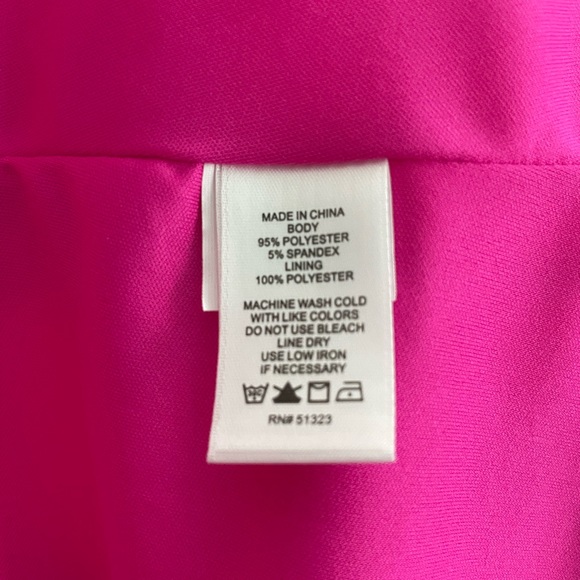 MADE IN CHINA
BODY
95% POLYESTER
5% SPANDEX
LINING
100% POLYESTER
MACHINE WASH COLD
WITH LIKE COLORS
DO NOT USE BLEACH
LINE DRY
USE LOW IRON
IF NECESSARY
RN# 51323